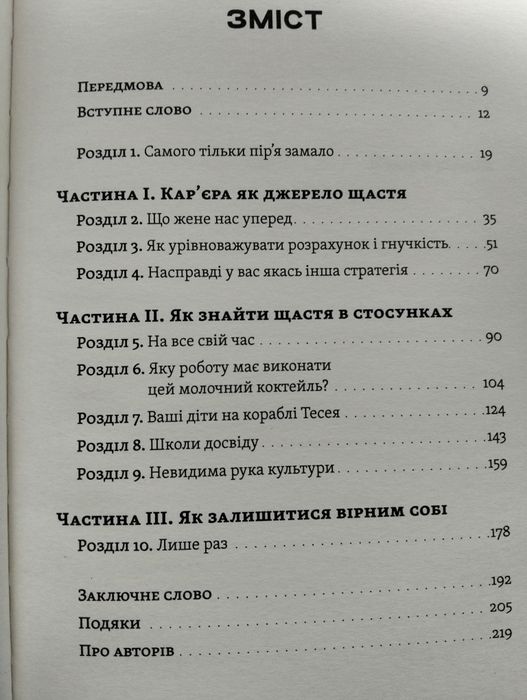 ЗМІСТ
Передмова . . . . . . . . . . . . . . . . . . . . . . . . . . . . . . . . 9
Вступне слово . . . . . . . . . . . . . . . . . . . . . . . . . . . . 12
Розділ 1. Самого тільки пір'я замало . . . . . . . . . . . . . . . 19
Частина I. Кар'єра як джерело щастя
Розділ 2. Що жене нас уперед . . . . . . . . . . . . . . . . . . . 35
Розділ 3. Як урівноважувати розрахунок і гнучкість. . . . 51
Розділ 4. Насправді у вас якась інша стратегія . . . . . . . 70
Частина II. Як знайти щастя в стосунках
Розділ 5. На все свій час . . . . . . . . . . . . . . . . . . . . . . . 90
Розділ 6. Яку роботу має виконати
цей молочний коктейль? . . . . . . . . . . . . . . . . 104
Розділ 7. Ваші діти на кораблі Тесея . . . . . . . . . . . . . . . 124
Розділ 8. Школи досвіду . . . . . . . . . . . . . . . . . . . . . . . 143
Розділ 9. Невидима рука культури . . . . . . . . . . . . . . . 159
Частина III. Як залишитися вірним собі
Розділ 10. Лише раз . . . . . . . . . . . . . . . . . . . . . . . . . . 178
Заключне слово . . . . . . . . . . . . . . . . . . . . . . . . . . . 192
Подяки . . . . . . . . . . . . . . . . . . . . . . . . . . . . . . . . . . 205
Про авторів . . . . . . . . . . . . . . . . . . . . . . . . . . . . . . . 219